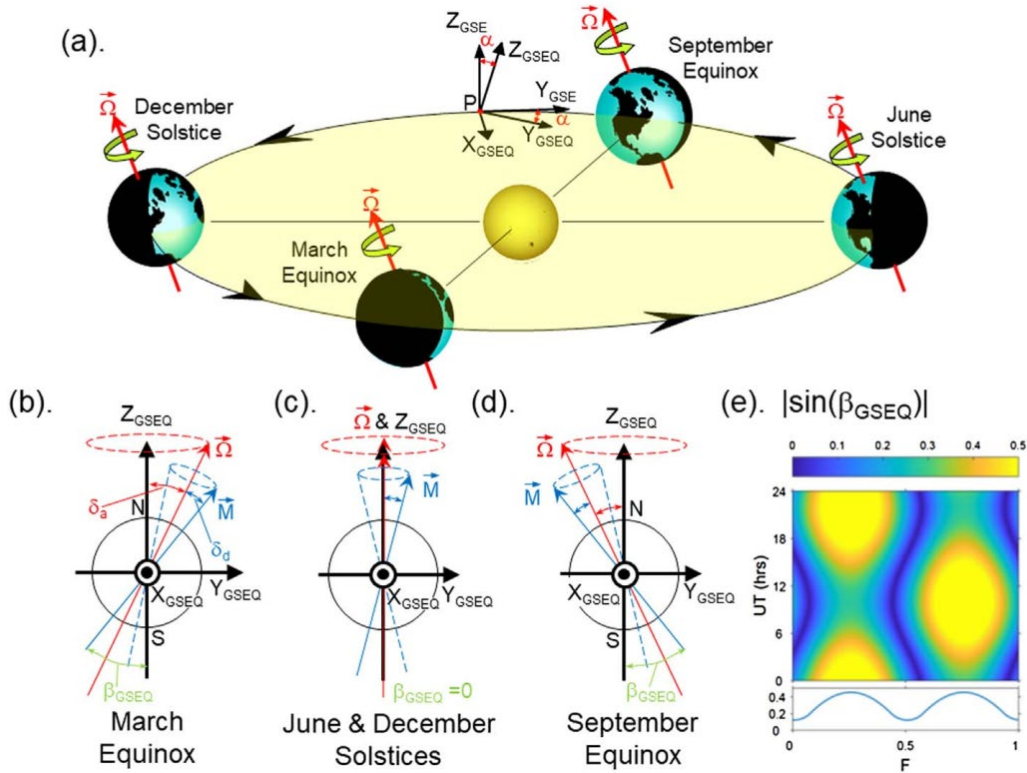 (a).
Z_GSE
α
Z_GSEQ
P
Y_GSE
α
Y_GSEQ
X_GSEQ
Ω⃗
September
Equinox
Ω⃗
December
Solstice
Ω⃗
June
Solstice
Ω⃗
March
Equinox
(b).
Z_GSEQ
Ω⃗
M⃗
δ_a
N
δ_d
Y_GSEQ
X_GSEQ
S
β_GSEQ
March
Equinox
(c).
Ω⃗ & Z_GSEQ
M⃗
Y_GSEQ
X_GSEQ
β_GSEQ =0
June & December
Solstices
(d).
Z_GSEQ
Ω⃗
M⃗
N
X_GSEQ
Y_GSEQ
S
β_GSEQ
September
Equinox
(e). |sin(β_GSEQ)|
0 0.1 0.2 0.3 0.4 0.5
24
18
12
6
0
UT (hrs)
0.4
0.2
0 0.5 1
F